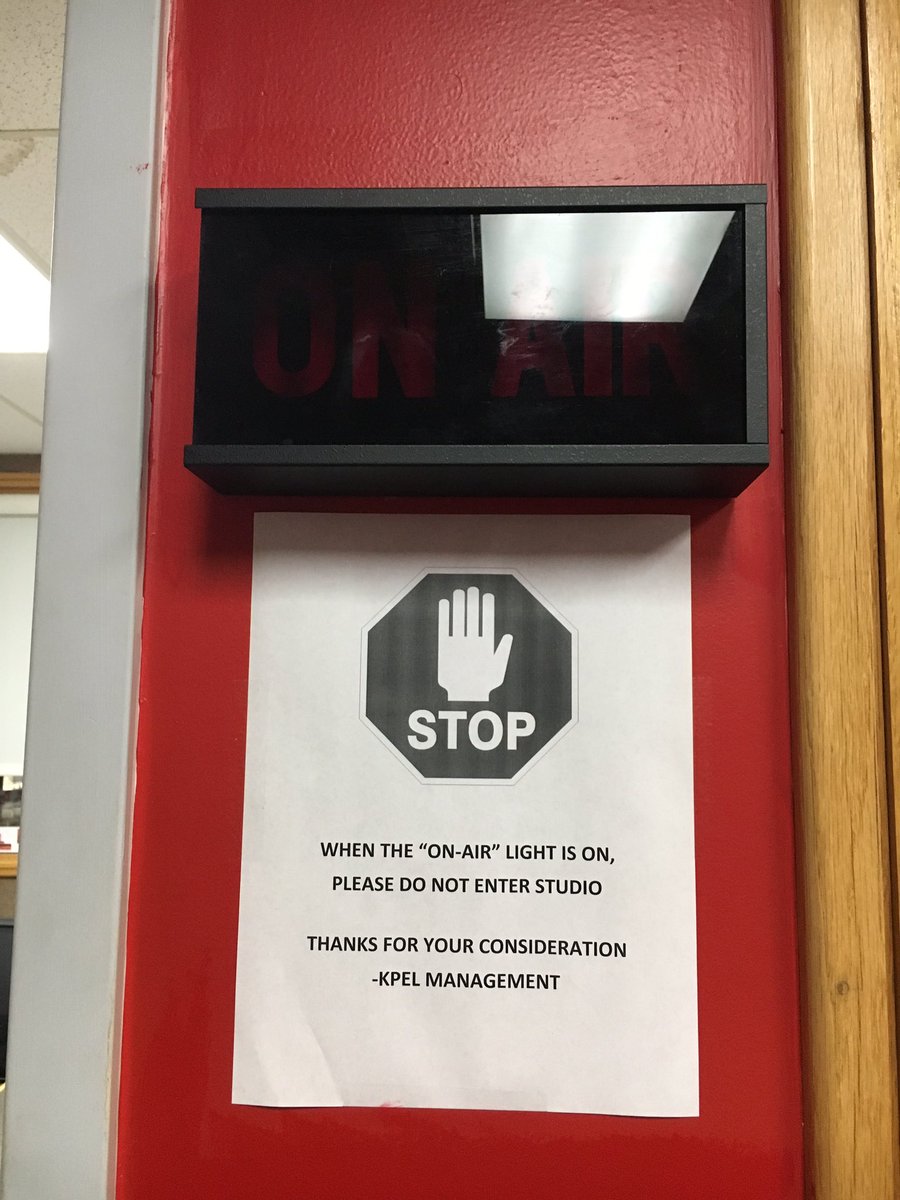 ON AIR
STOP
WHEN THE “ON-AIR” LIGHT IS ON,
PLEASE DO NOT ENTER STUDIO
THANKS FOR YOUR CONSIDERATION
-KPEL MANAGEMENT